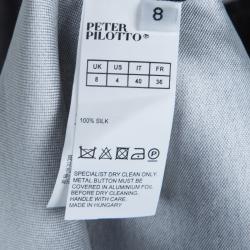 8
PETER
PILOTTO®
UK US IT FR
8 4 40 36
100% SILK
P
SPECIALIST DRY CLEAN ONLY.
METAL BUTTON MUST BE
COVERED IN ALUMINIUM FOIL
BEFORE DRY CLEANING.
HANDLE WITH CARE.
MADE IN HUNGARY